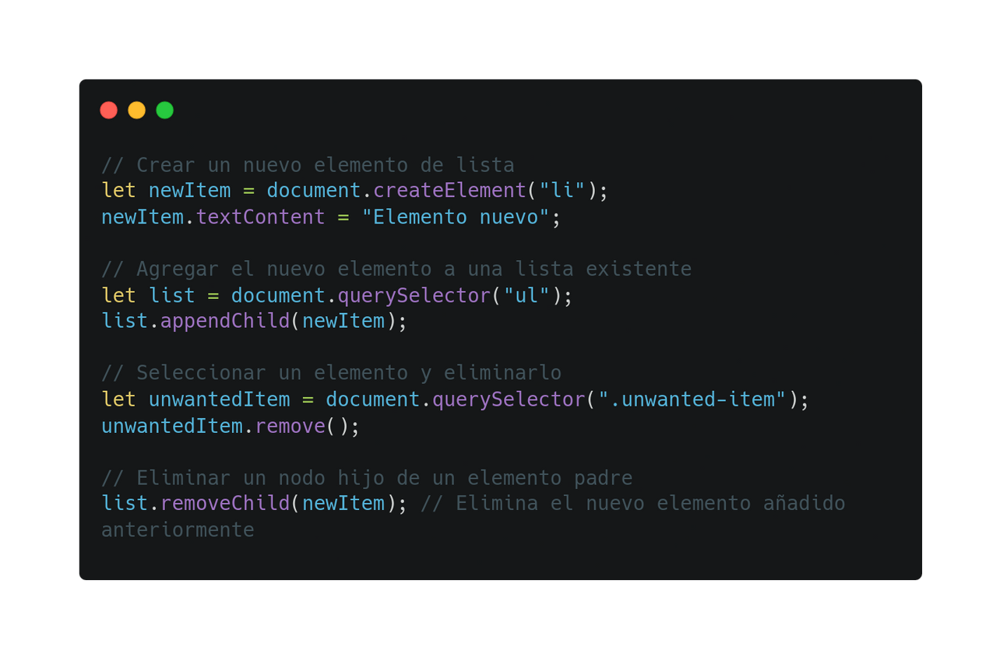 // Crear un nuevo elemento de lista
let newItem = document.createElement("li");
newItem.textContent = "Elemento nuevo";
// Agregar el nuevo elemento a una lista existente
let list = document.querySelector("ul");
list.appendChild(newItem);
// Seleccionar un elemento y eliminarlo
let unwantedItem = document.querySelector(".unwanted-item");
unwantedItem.remove();
// Eliminar un nodo hijo de un elemento padre
list.removeChild(newItem); // Elimina el nuevo elemento añadido
anteriormente